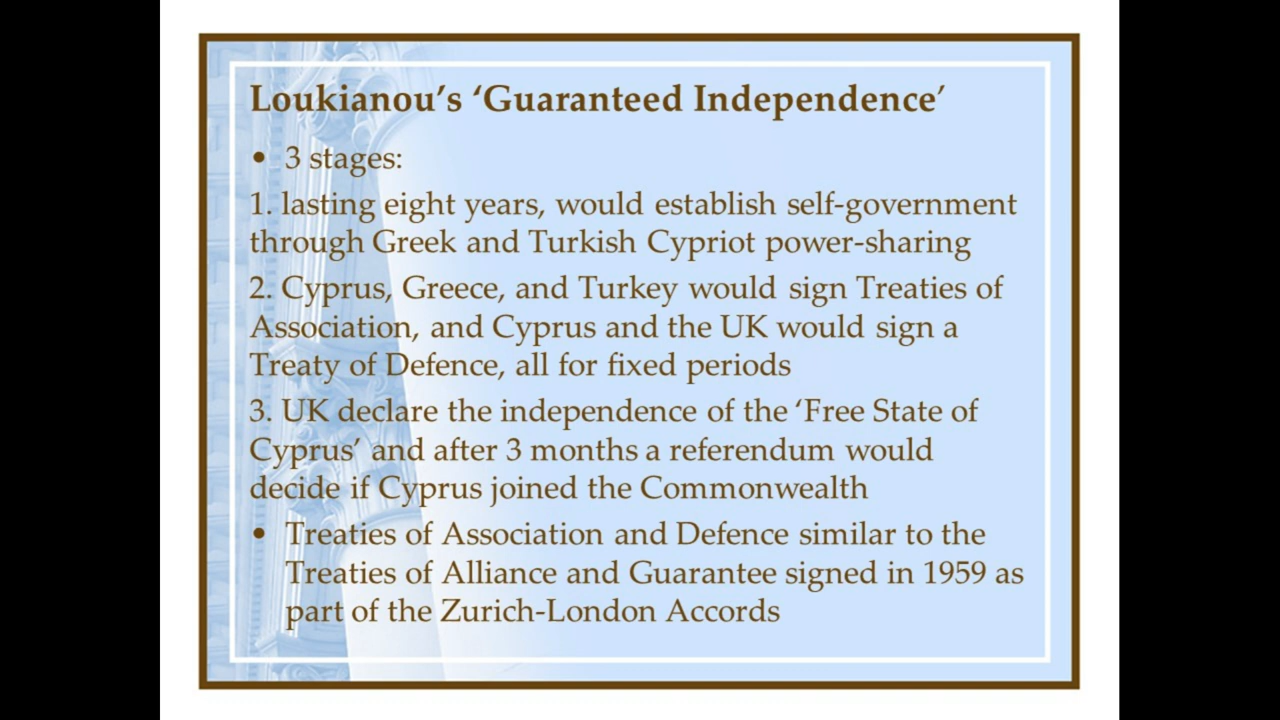 Loukianou’s ‘Guaranteed Independence’
• 3 stages:
1. lasting eight years, would establish self-government
through Greek and Turkish Cypriot power-sharing
2. Cyprus, Greece, and Turkey would sign Treaties of
Association, and Cyprus and the UK would sign a
Treaty of Defence, all for fixed periods
3. UK declare the independence of the ‘Free State of
Cyprus’ and after 3 months a referendum would
decide if Cyprus joined the Commonwealth
• Treaties of Association and Defence similar to the
Treaties of Alliance and Guarantee signed in 1959 as
part of the Zurich-London Accords